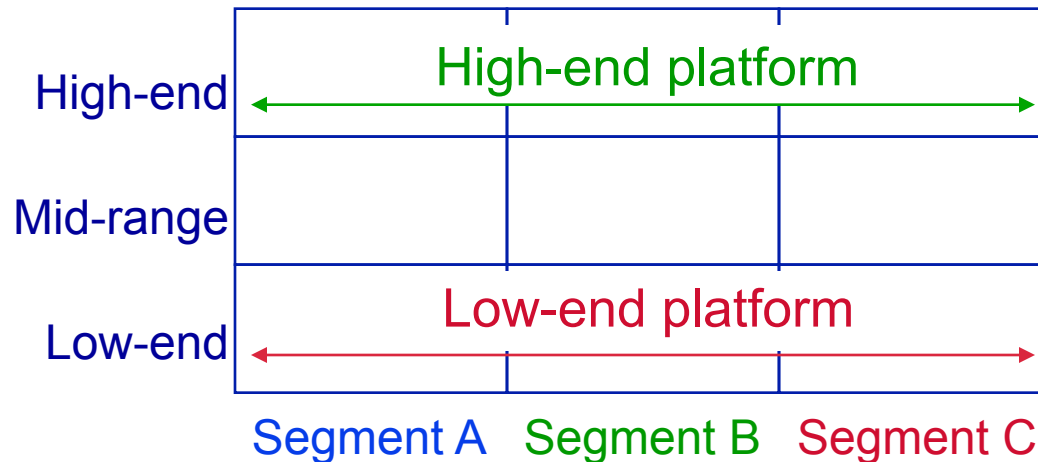 High-end platform
High-end
Mid-range
Low-end platform
Low-end
Segment A Segment B Segment C